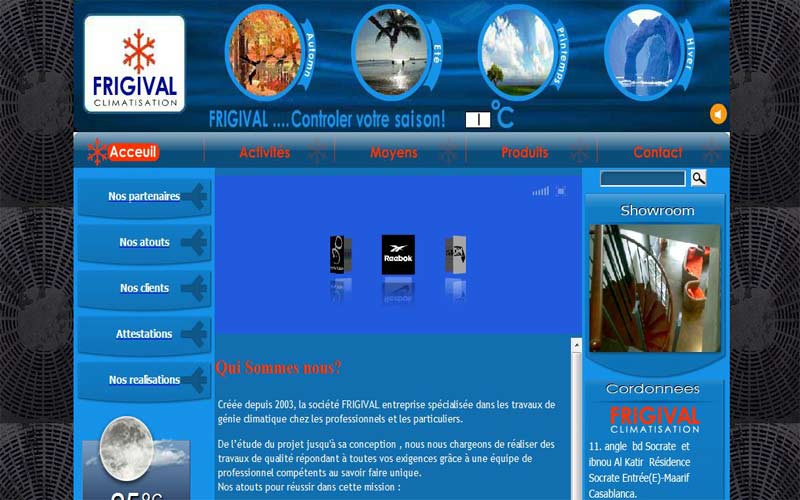 FRIGIVAL
CLIMATISATION
Automn
Eté
Printemps
Hiver
FRIGIVAL ....Controler votre saison!
°C
Acceuil
Activités
Moyens
Produits
Contact
Nos partenaires
Nos atouts
Nos clients
Attestations
Nos realisations
Reebok
Showroom
Qui Sommes nous?
Créée depuis 2003, la société FRIGIVAL entreprise spécialisée dans les travaux de
génie climatique chez les professionnels et les particuliers.
De l'étude du projet jusqu'à sa conception , nous nous chargeons de réaliser des
travaux de qualité répondant à toutes vos exigences grâce à une équipe de
professionnel compétents au savoir faire unique.
Nos atouts pour réussir dans cette mission :
Cordonnees
FRIGIVAL
CLIMATISATION
11. angle bd Socrate et
ibnou Al Katir Résidence
Socrate Entrée(E)-Maarif
Casablanca.